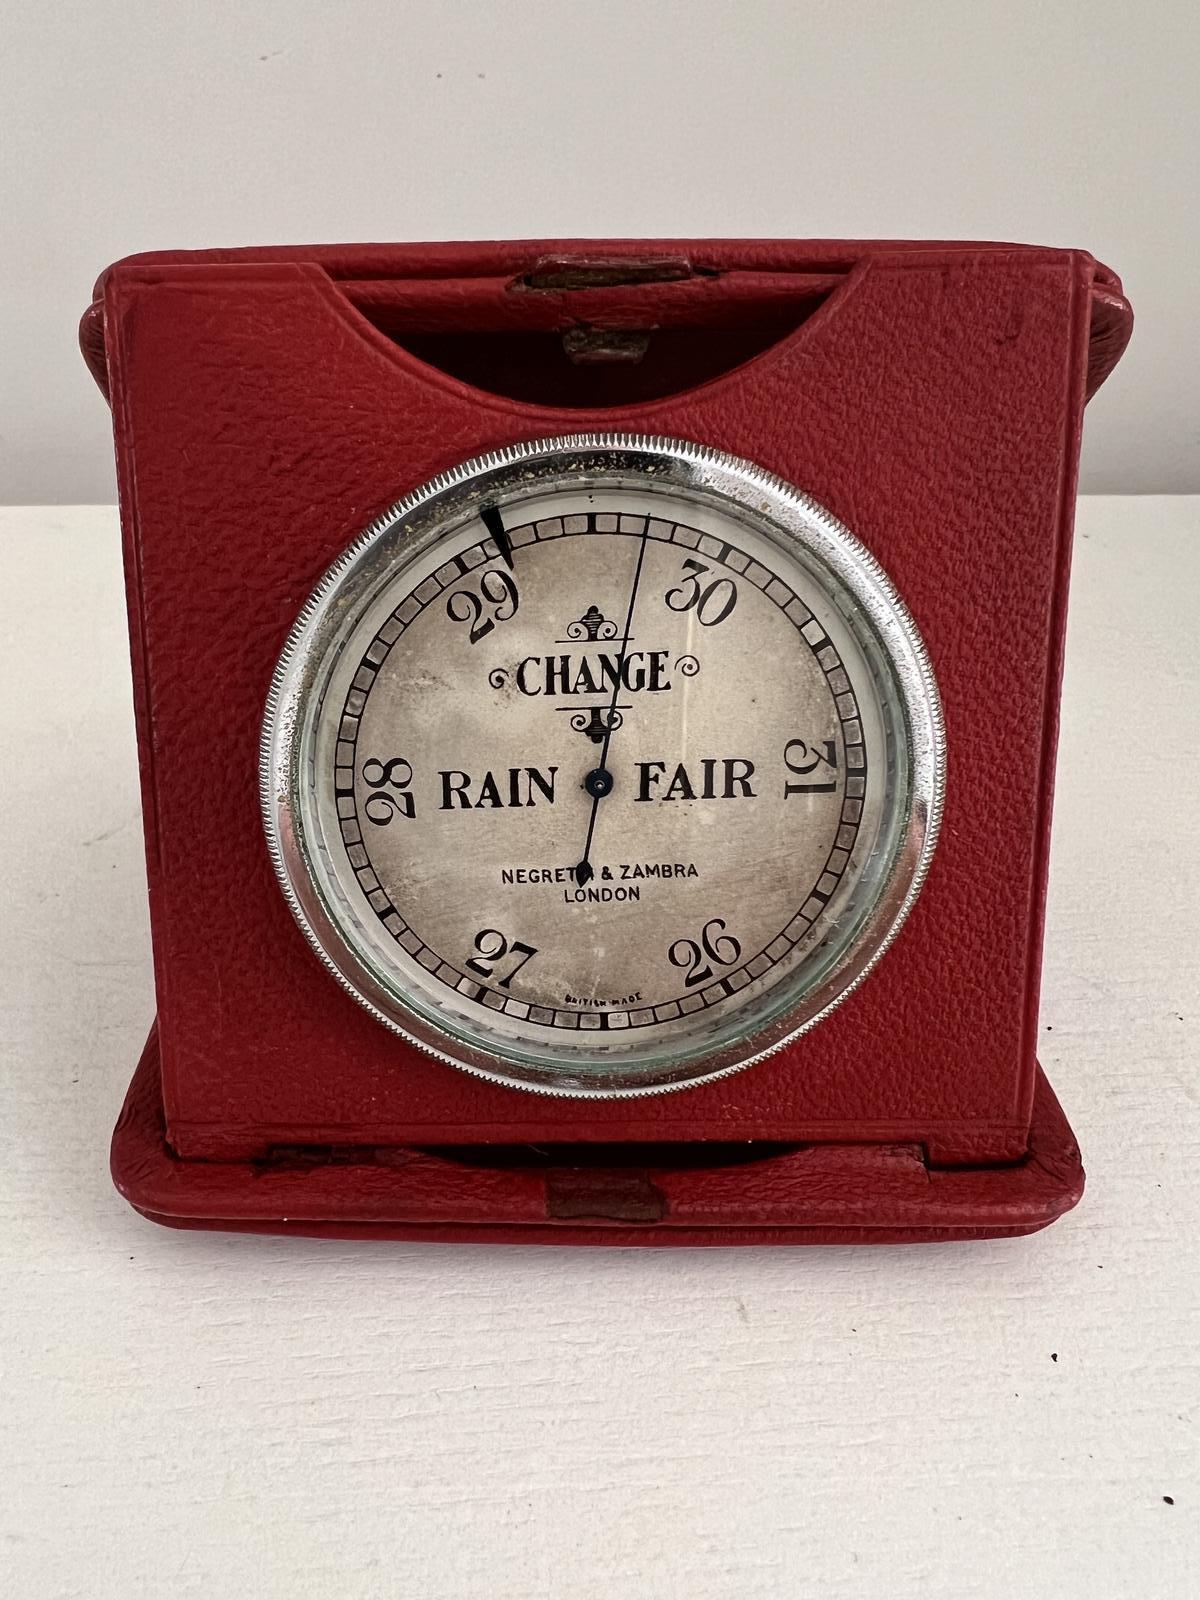 29
30
CHANGE
28
RAIN FAIR
31
NEGRETTI & ZAMBRA
LONDON
27
26
BRITISH MADE